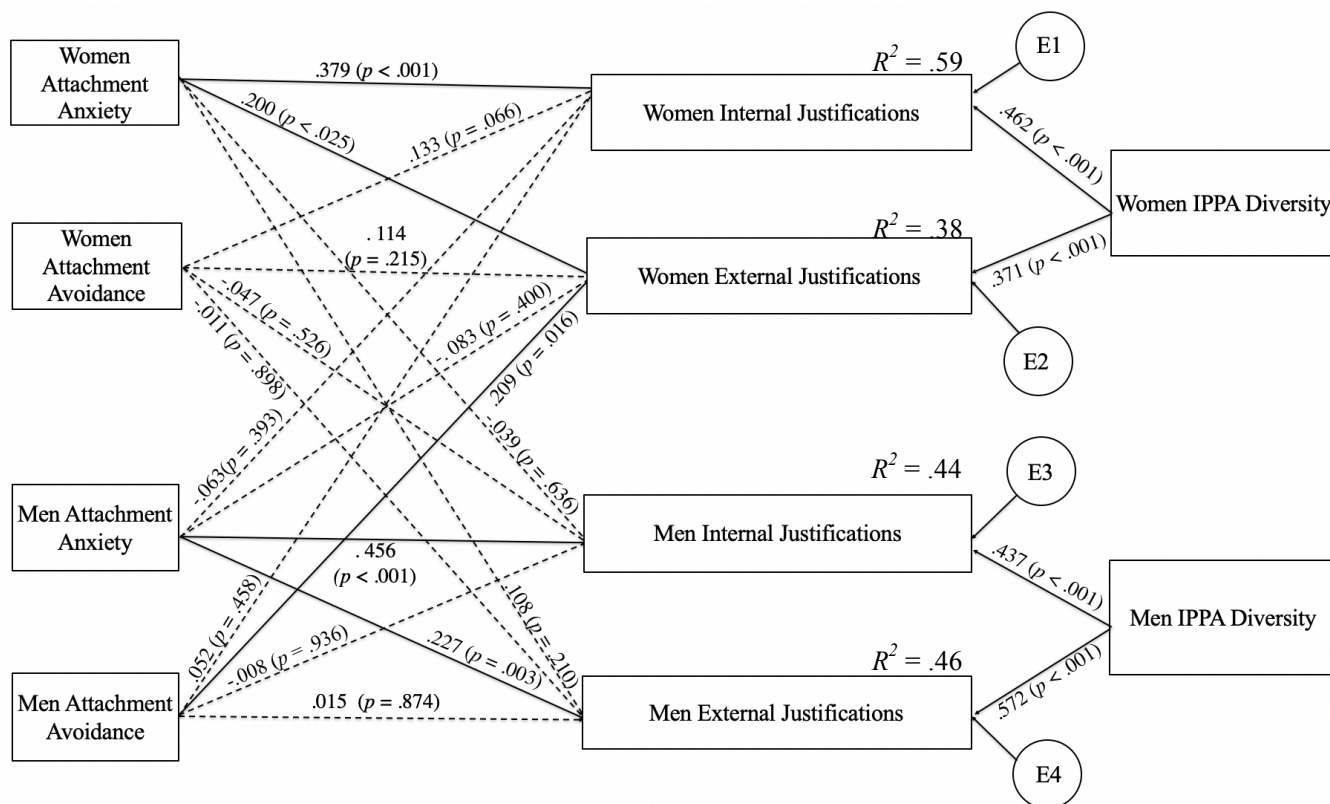 Women
Attachment
Anxiety
Women
Attachment
Avoidance
Men Attachment
Anxiety
Men Attachment
Avoidance
.379 (p < .001)
.200 (p < .025)
.133 (p = .066)
. 114
(p = .215)
-.047 (p = .526)
-.011 (p = .898)
-.083 (p = .400)
.209 (p = .016)
-.063(p = .393)
-.039 (p = .636)
. 456
(p < .001)
.052 (p = .458)
-.008 (p = .936)
.227 (p = .003)
.108 (p = .210)
.015 (p = .874)
R² = .59
Women Internal Justifications
R² = .38
Women External Justifications
R² = .44
Men Internal Justifications
R² = .46
Men External Justifications
E1
.462 (p < .001)
Women IPPA Diversity
.371 (p < .001)
E2
E3
.437 (p < .001)
Men IPPA Diversity
.572 (p < .001)
E4